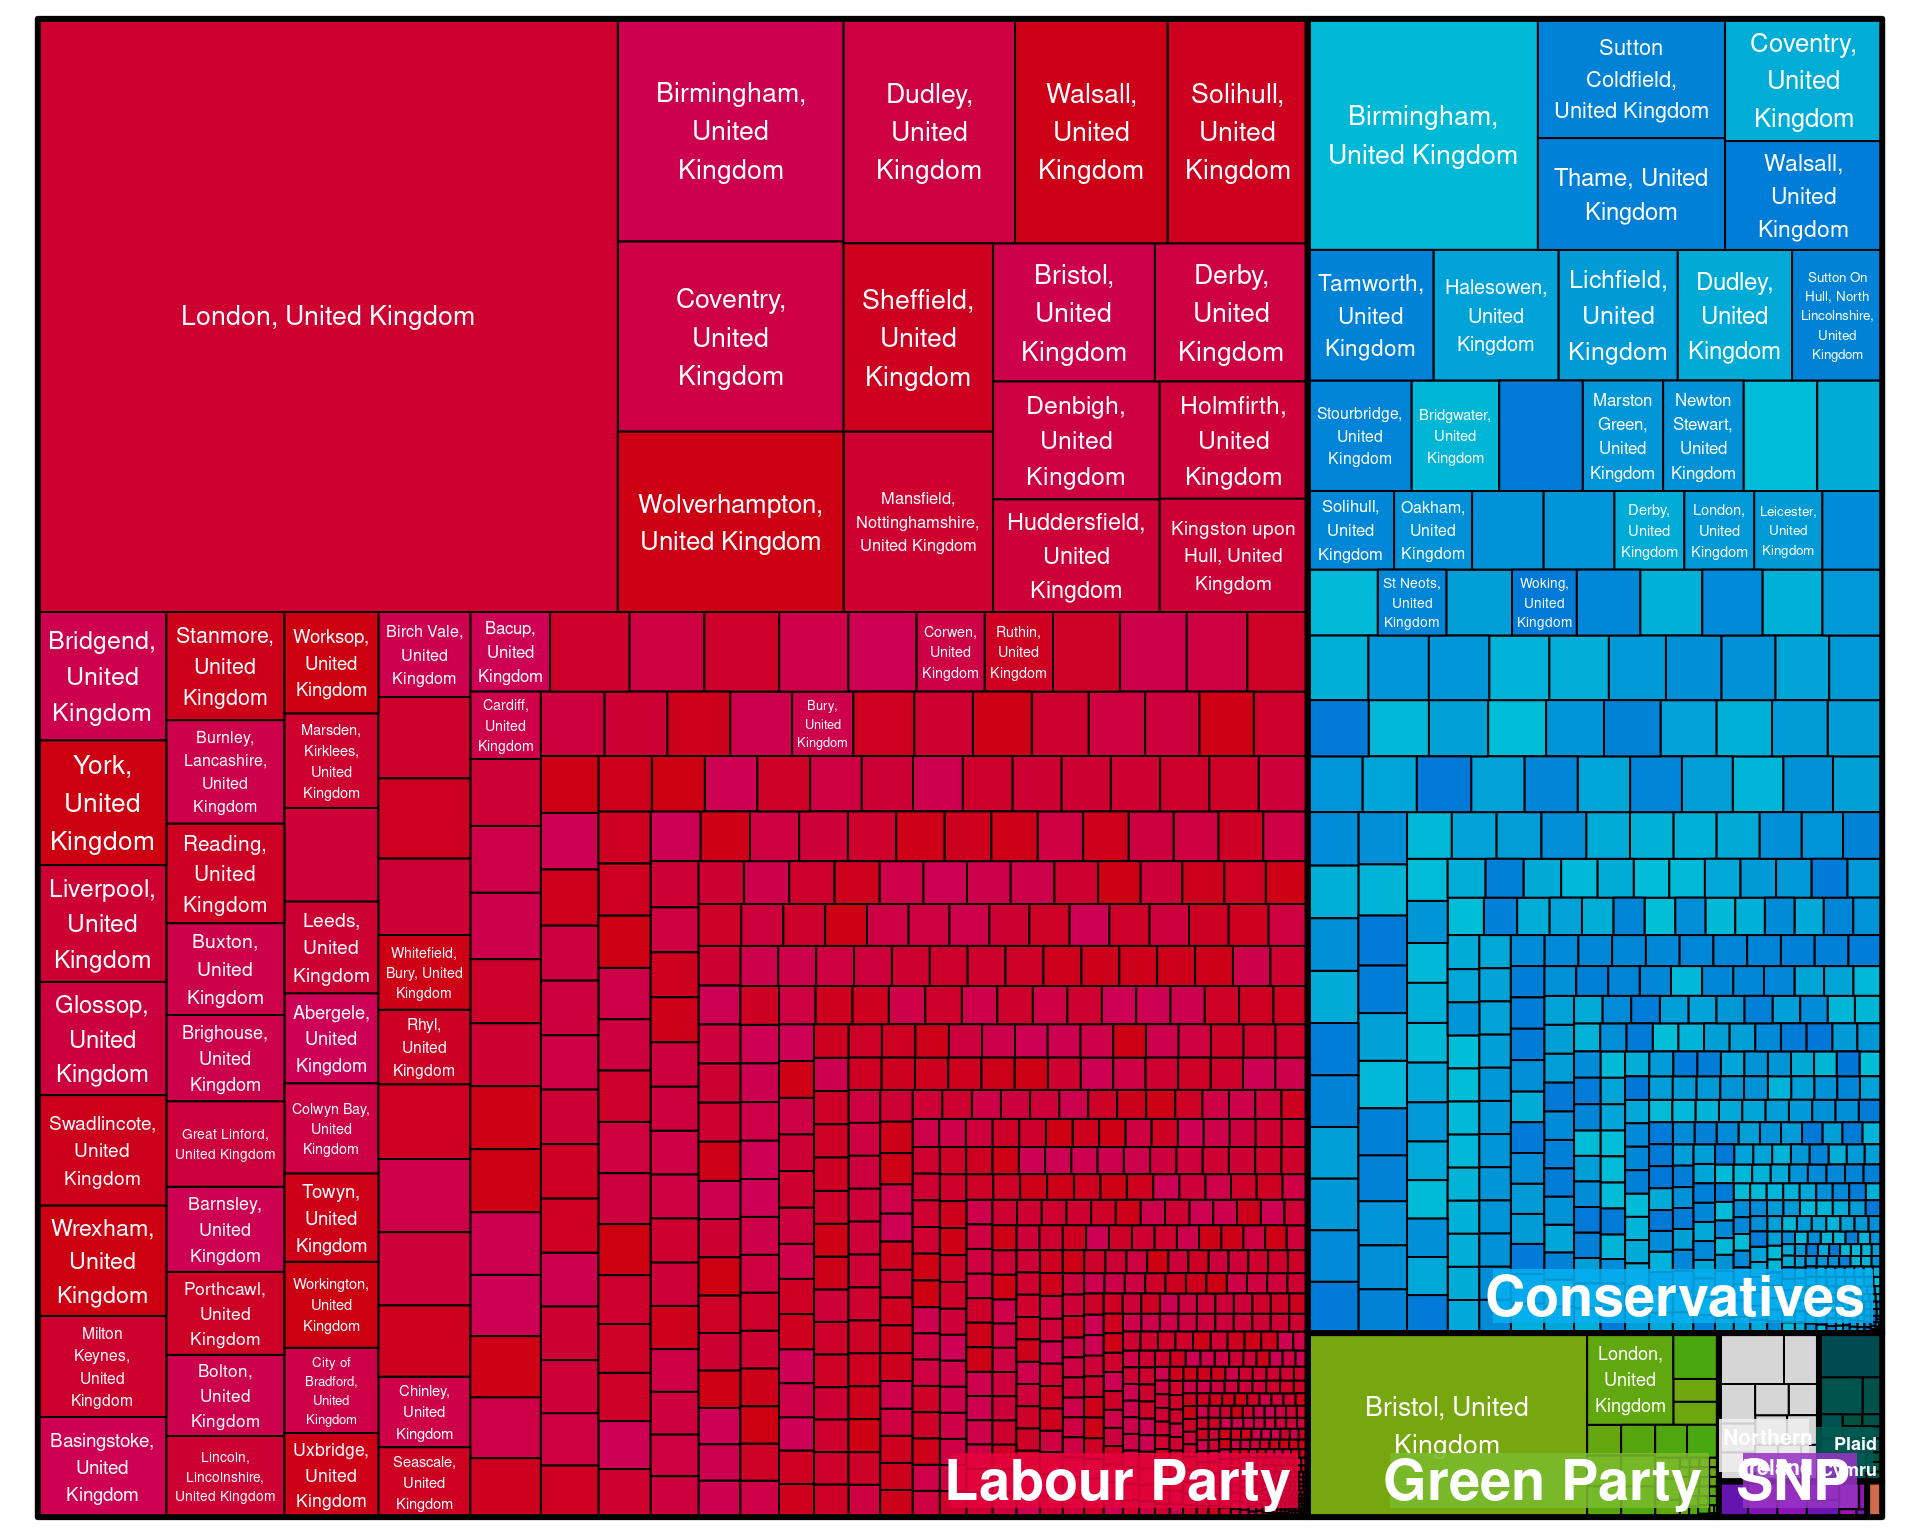 London, United Kingdom
Birmingham,
United
Kingdom
Dudley,
United
Kingdom
Walsall,
United
Kingdom
Solihull,
United
Kingdom
Coventry,
United
Kingdom
Sheffield,
United
Kingdom
Bristol,
United
Kingdom
Derby,
United
Kingdom
Denbigh,
United
Kingdom
Holmfirth,
United
Kingdom
Wolverhampton,
United Kingdom
Mansfield,
Nottinghamshire,
United Kingdom
Huddersfield,
United
Kingdom
Kingston upon
Hull, United
Kingdom
Bridgend,
United
Kingdom
York,
United
Kingdom
Liverpool,
United
Kingdom
Glossop,
United
Kingdom
Swadlincote,
United
Kingdom
Wrexham,
United
Kingdom
Milton
Keynes,
United
Kingdom
Basingstoke,
United
Kingdom
Stanmore,
United
Kingdom
Burnley,
Lancashire,
United
Kingdom
Reading,
United
Kingdom
Buxton,
United
Kingdom
Brighouse,
United
Kingdom
Great Linford,
United Kingdom
Barnsley,
United
Kingdom
Porthcawl,
United
Kingdom
Bolton,
United
Kingdom
Lincoln,
Lincolnshire,
United Kingdom
Worksop,
United
Kingdom
Marsden,
Kirklees,
United
Kingdom
Leeds,
United
Kingdom
Abergele,
United
Kingdom
Colwyn Bay,
United
Kingdom
Towyn,
United
Kingdom
Workington,
United
Kingdom
City of
Bradford,
United
Kingdom
Uxbridge,
United
Kingdom
Birch Vale,
United
Kingdom
Whitefield,
Bury, United
Kingdom
Rhyl,
United
Kingdom
Chinley,
United
Kingdom
Seascale,
United
Kingdom
Bacup,
United
Kingdom
Cardiff,
United
Kingdom
Corwen,
United
Kingdom
Ruthin,
United
Kingdom
Bury,
United
Kingdom
Labour Party
Birmingham,
United Kingdom
Sutton
Coldfield,
United Kingdom
Coventry,
United
Kingdom
Thame, United
Kingdom
Walsall,
United
Kingdom
Tamworth,
United
Kingdom
Halesowen,
United
Kingdom
Lichfield,
United
Kingdom
Dudley,
United
Kingdom
Sutton On
Hull, North
Lincolnshire,
United
Kingdom
Stourbridge,
United
Kingdom
Bridgwater,
United
Kingdom
Marston
Green,
United
Kingdom
Newton
Stewart,
United
Kingdom
Solihull,
United
Kingdom
Oakham,
United
Kingdom
Derby,
United
Kingdom
London,
United
Kingdom
Leicester,
United
Kingdom
St Neots,
United
Kingdom
Woking,
United
Kingdom
Conservatives
Bristol, United
Kingdom
London,
United
Kingdom
Green Party
Northern
Ireland
Plaid
Cymru
SNP